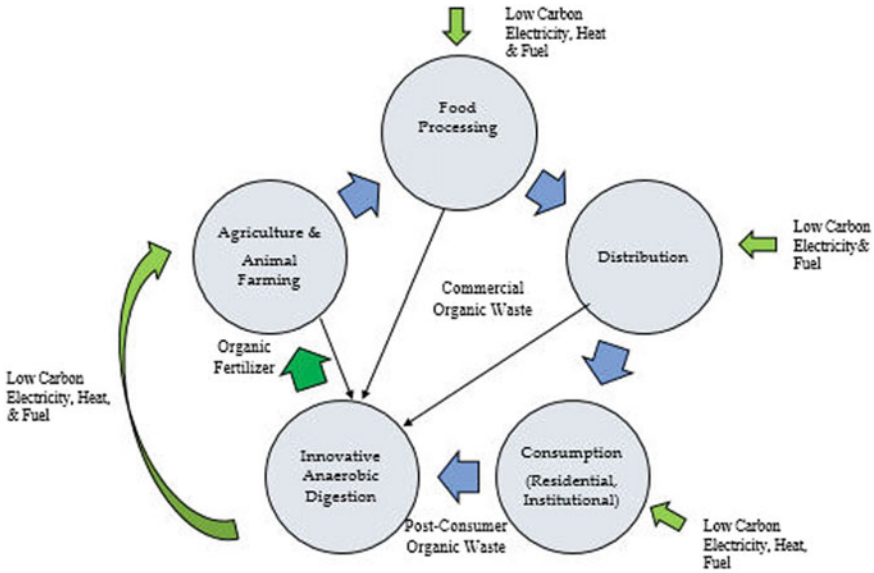 Low Carbon
Electricity, Heat
& Fuel
Food
Processing
Agriculture &
Animal
Farming
Low Carbon
Electricity&
Fuel
Distribution
Commercial
Organic Waste
Organic
Fertilizer
Low Carbon
Electricity, Heat,
& Fuel
Innovative
Anaerobic
Digestion
Consumption
(Residential,
Institutional)
Post-Consumer
Organic Waste
Low Carbon
Electricity, Heat,
Fuel